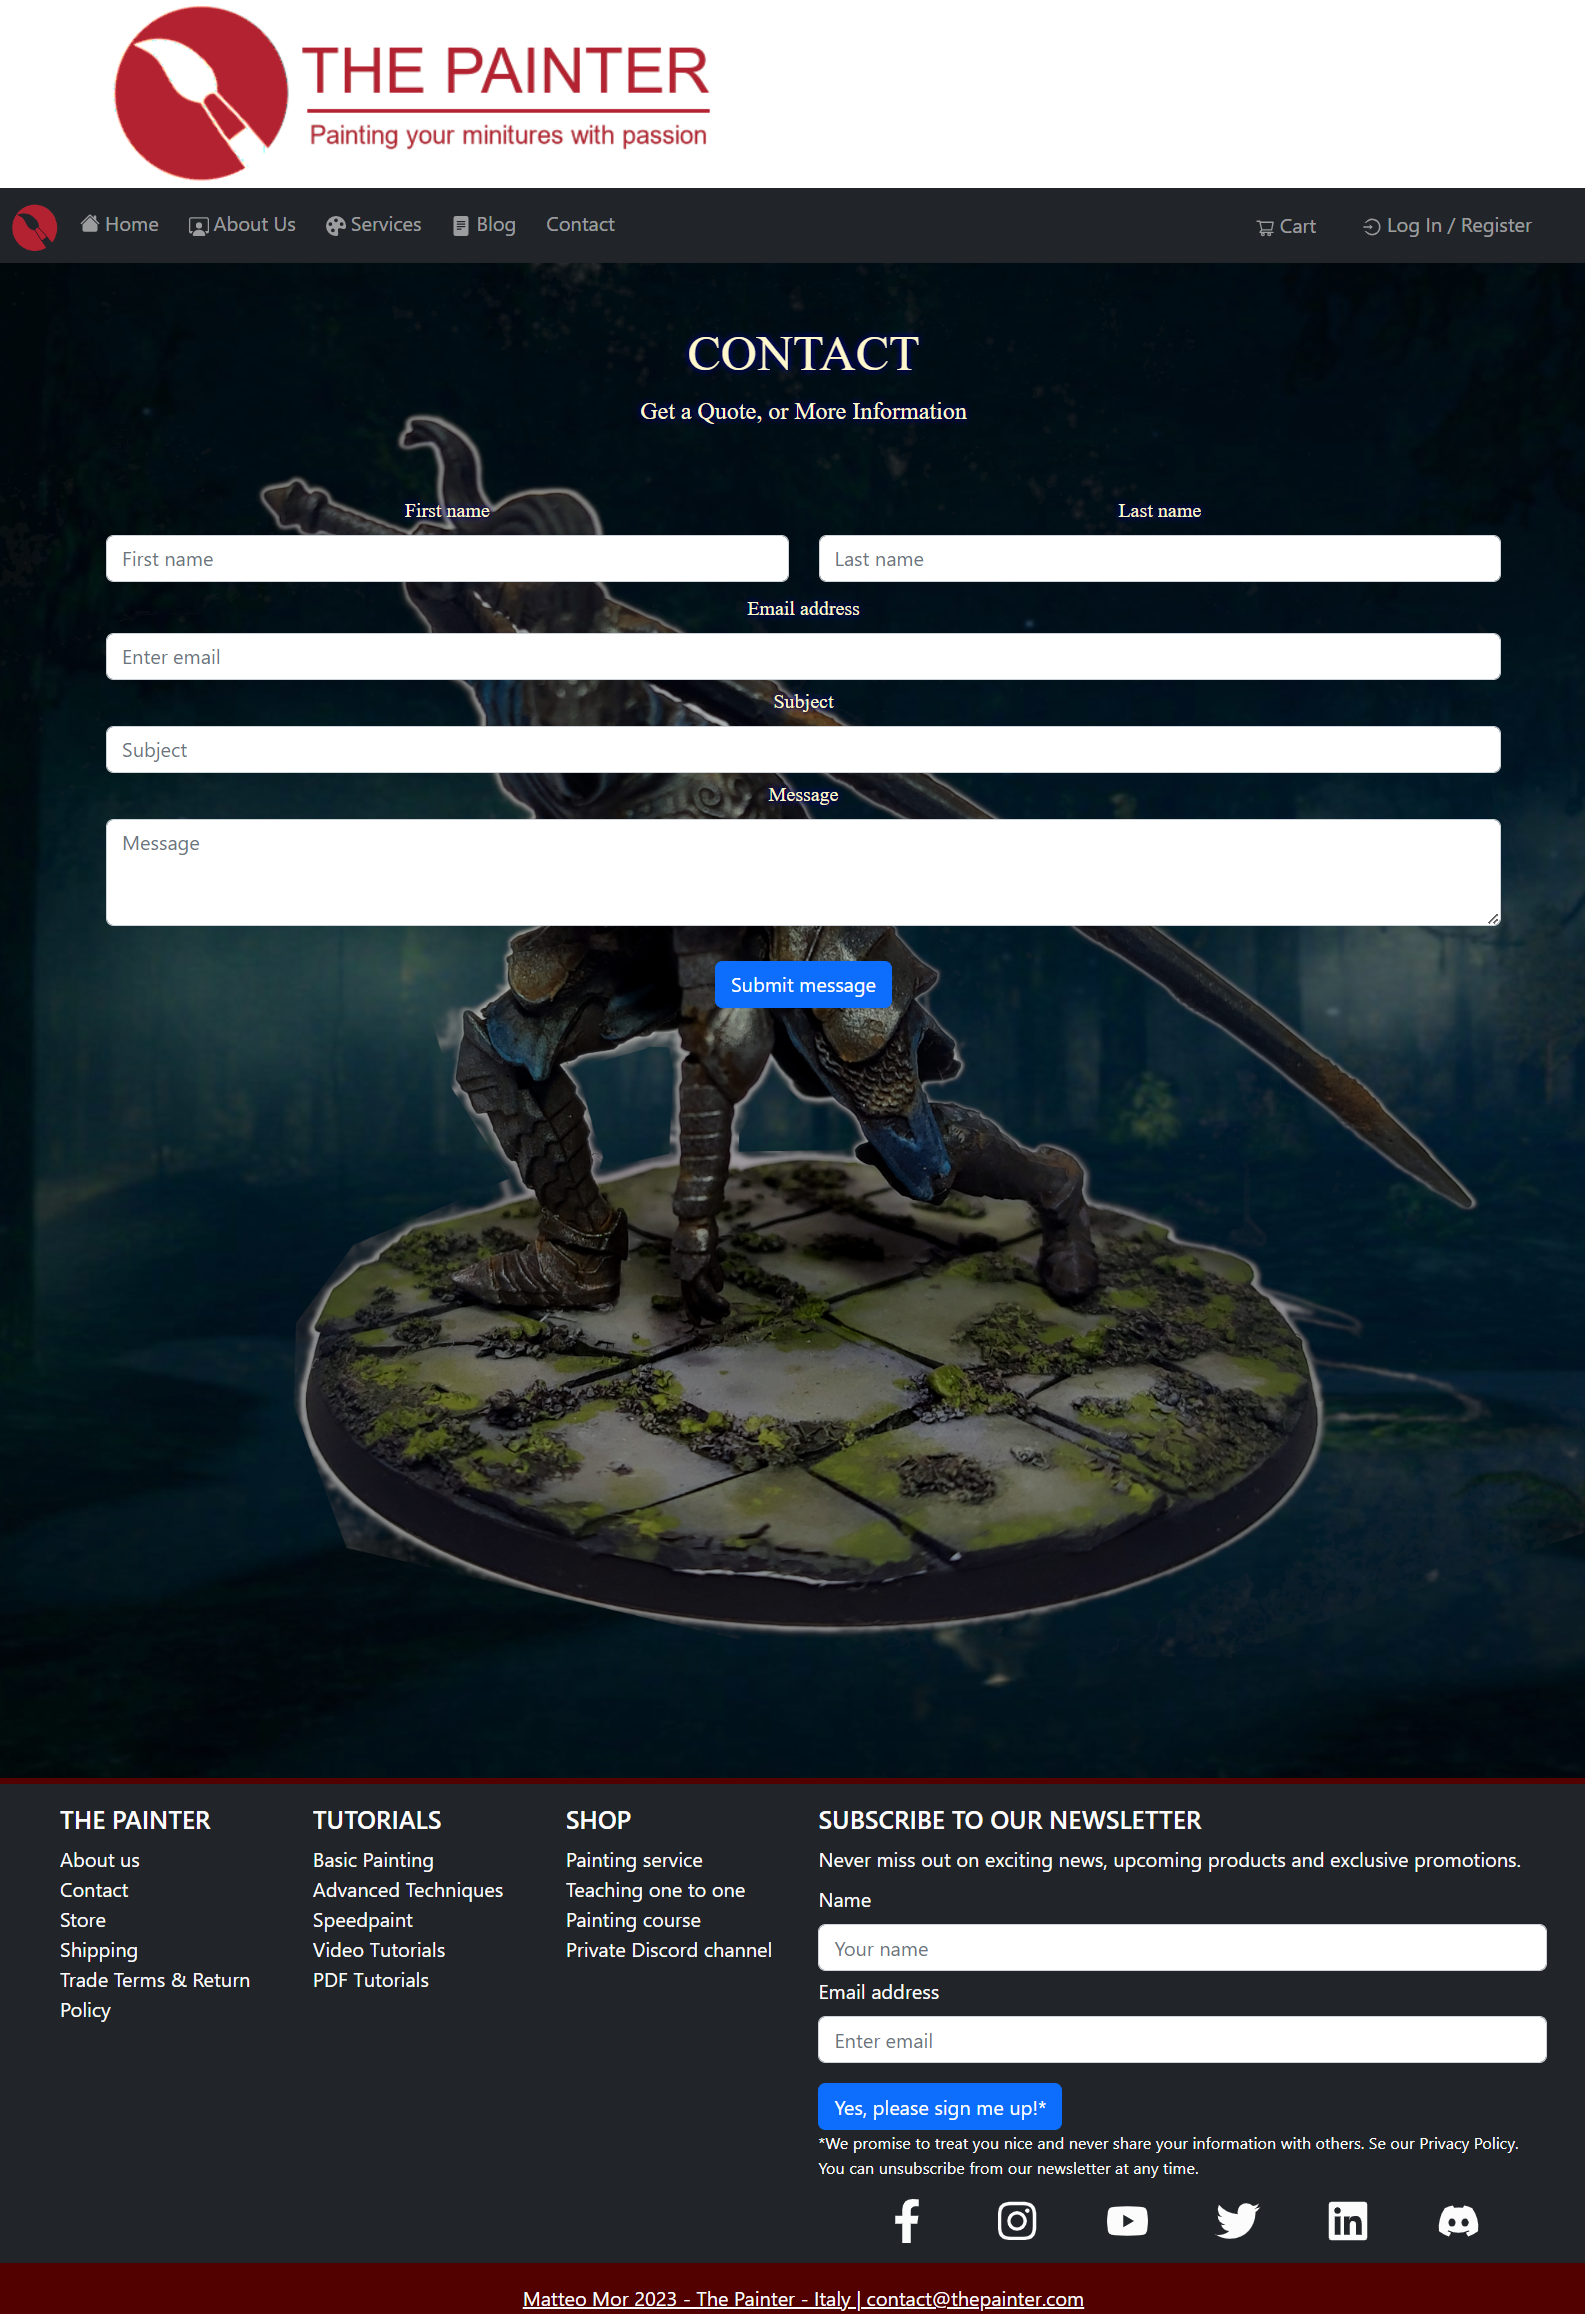 THE PAINTER
Painting your minitures with passion
Home About Us Services Blog Contact Cart Log In / Register
CONTACT
Get a Quote, or More Information
First name Last name
First name Last name
Email address
Enter email
Subject
Subject
Message
Message
Submit message
THE PAINTER
About us
Contact
Store
Shipping
Trade Terms & Return
Policy
TUTORIALS
Basic Painting
Advanced Techniques
Speedpaint
Video Tutorials
PDF Tutorials
SHOP
Painting service
Teaching one to one
Painting course
Private Discord channel
SUBSCRIBE TO OUR NEWSLETTER
Never miss out on exciting news, upcoming products and exclusive promotions.
Name
Your name
Email address
Enter email
Yes, please sign me up!*
*We promise to treat you nice and never share your information with others. Se our Privacy Policy.
You can unsubscribe from our newsletter at any time.
Matteo Mor 2023 - The Painter - Italy | contact@thepainter.com